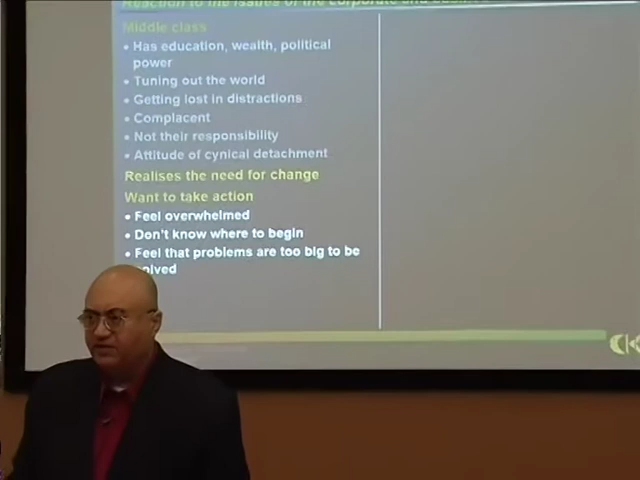 Reaction to the issues of the corporate and
Middle class
• Has education, wealth, political
power
• Tuning out the world
• Getting lost in distractions
• Complacent
• Not their responsibility
• Attitude of cynical detachment
Realises the need for change
Want to take action
• Feel overwhelmed
• Don't know where to begin
• Feel that problems are too big to be